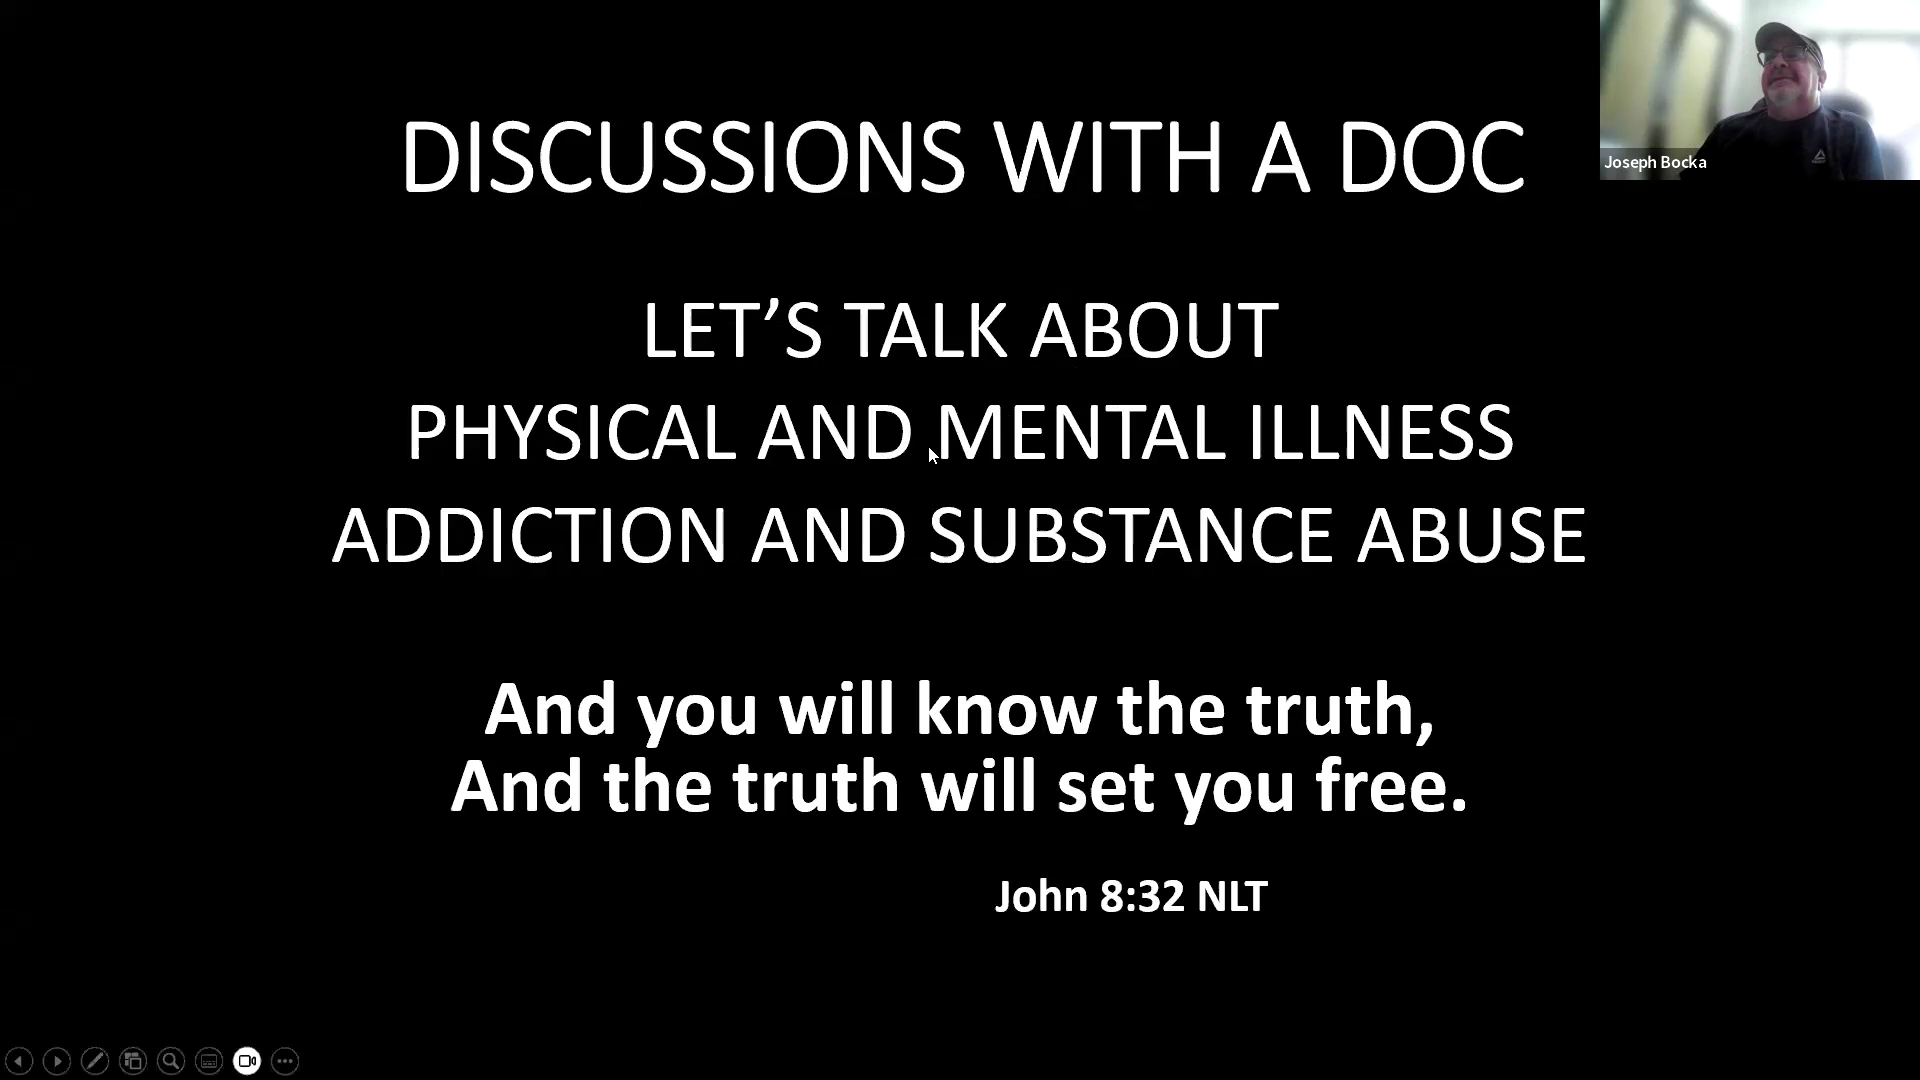 DISCUSSIONS WITH A DOC
Joseph Bocka
LET’S TALK ABOUT
PHYSICAL AND MENTAL ILLNESS
ADDICTION AND SUBSTANCE ABUSE
And you will know the truth,
And the truth will set you free.
John 8:32 NLT